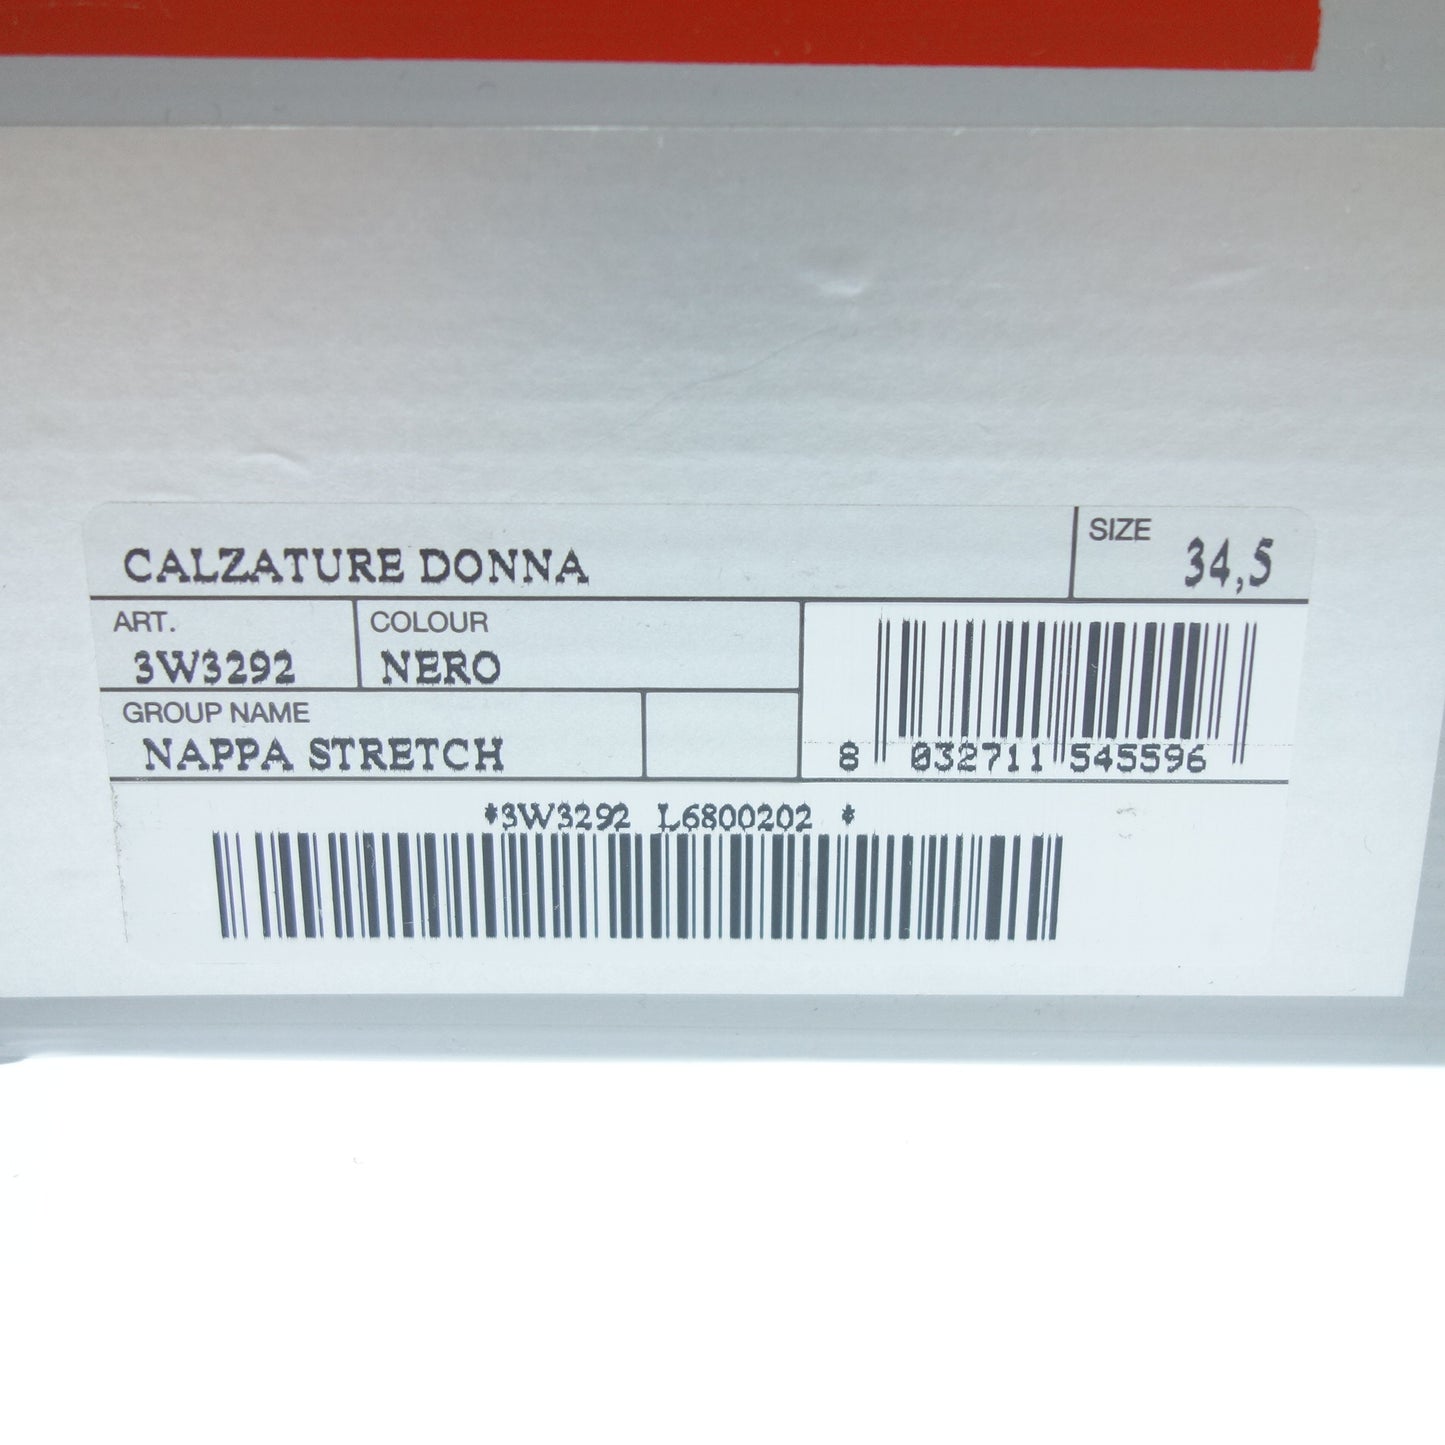 CALZATURE DONNA
SIZE 34,5
ART. COLOUR
3W3292 NERO
GROUP NAME
NAPPA STRETCH
8 032711 545596
*3W3292 L6800202 *